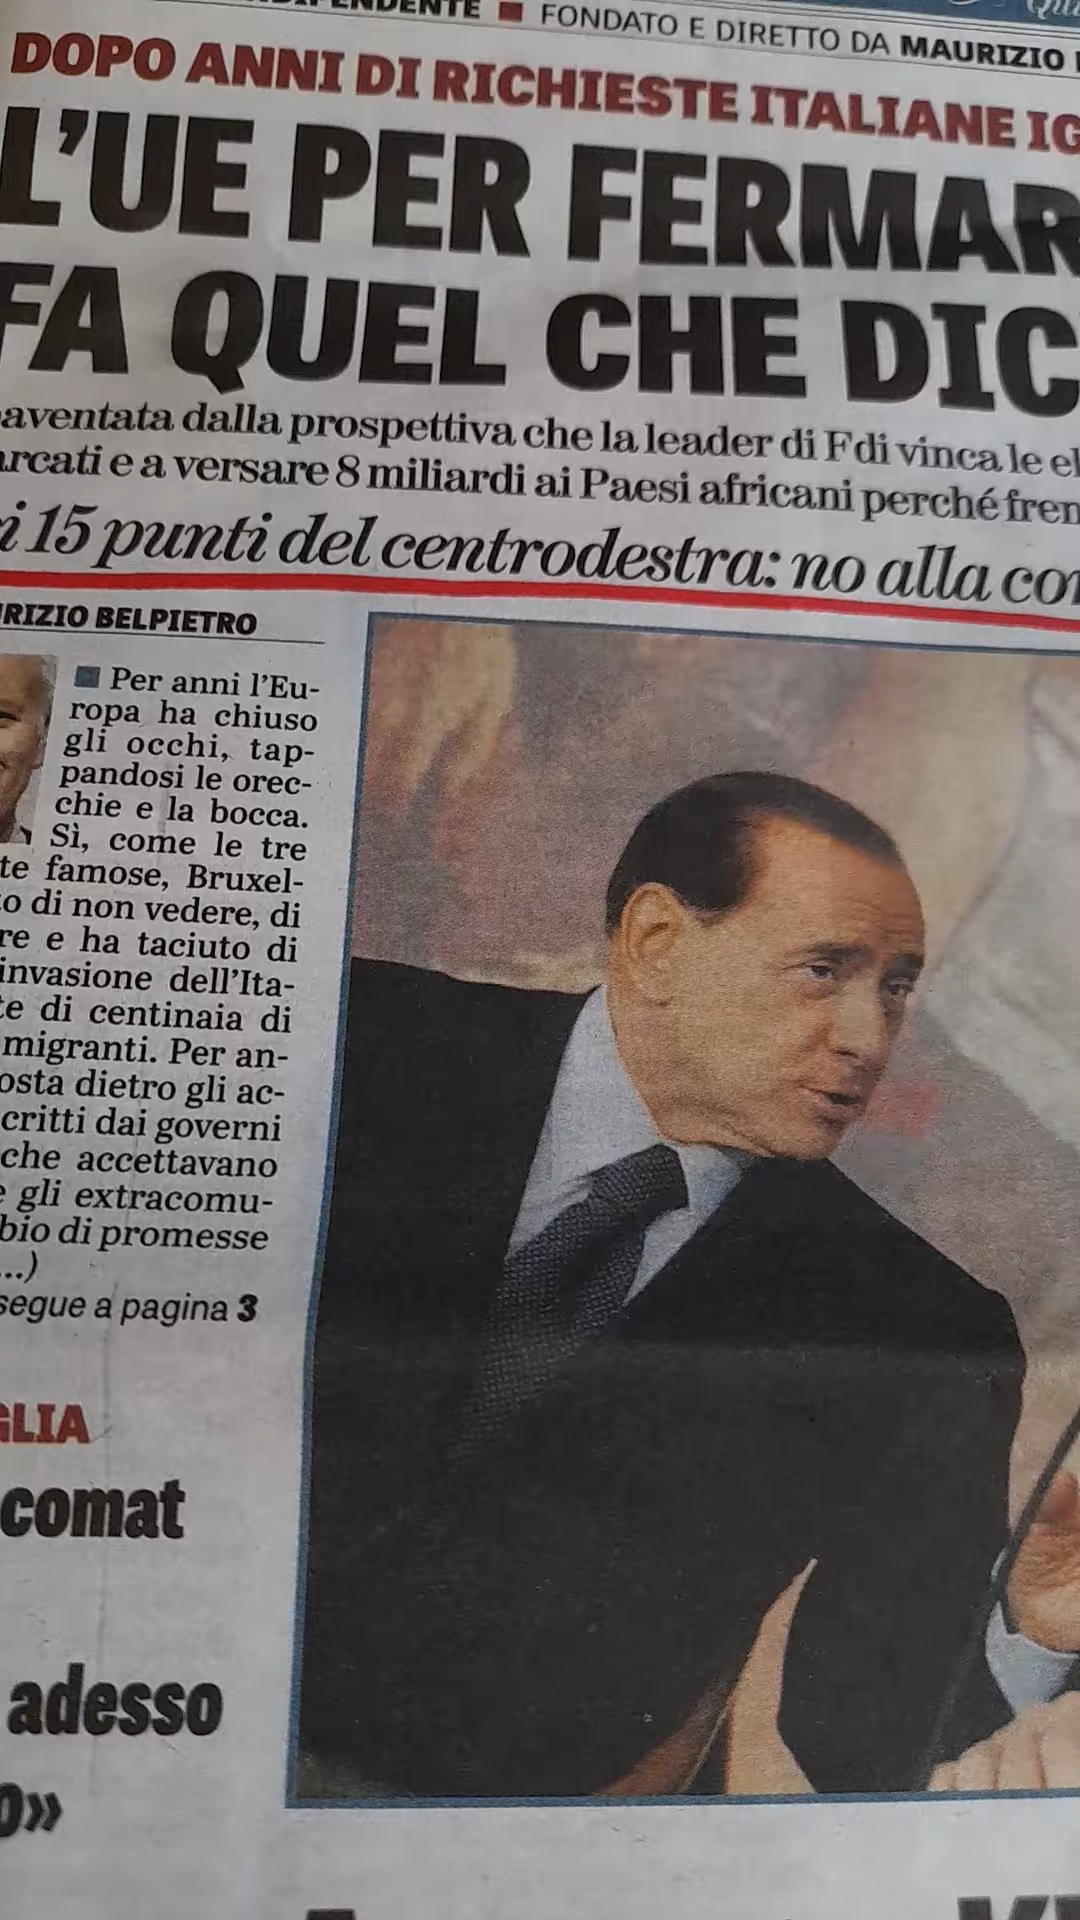 DIPENDENTE ■ FONDATO E DIRETTO DA MAURIZIO
DOPO ANNI DI RICHIESTE ITALIANE IG
L’UE PER FERMAR
FA QUEL CHE DIC
aventata dalla prospettiva che la leader di Fdi vinca le el
arcati e a versare 8 miliardi ai Paesi africani perché fren
i 15 punti del centrodestra: no alla con
RIZIO BELPIETRO
■ Per anni l’Eu-
ropa ha chiuso
gli occhi, tap-
pandosi le orec-
chie e la bocca.
Sì, come le tre
te famose, Bruxel-
o di non vedere, di
re e ha taciuto di
invasione dell’Ita-
te di centinaia di
migranti. Per an-
osta dietro gli ac-
critti dai governi
che accettavano
e gli extracomu-
bio di promesse
...)
segue a pagina 3
GLIA
comat
adesso
O»